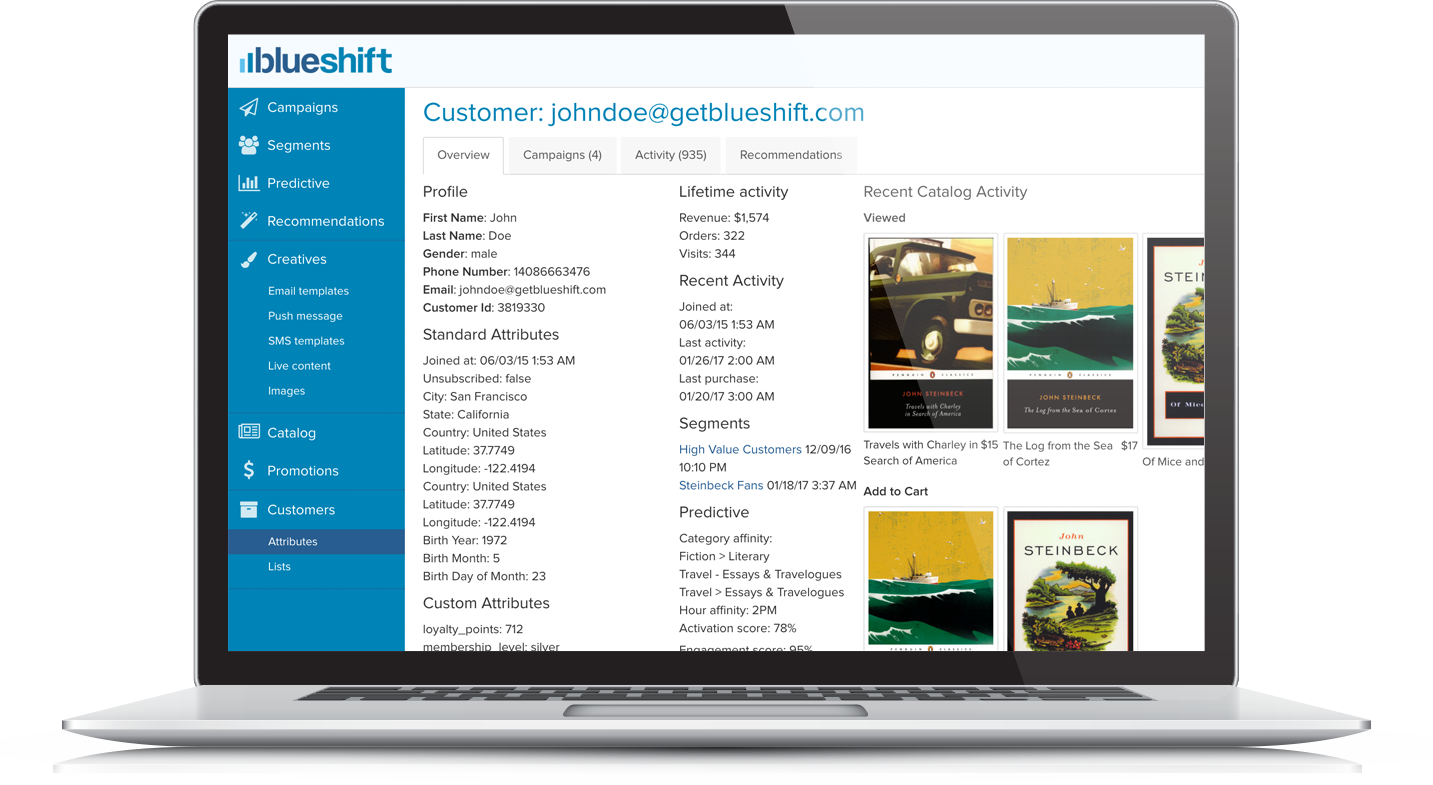 blueshift
Campaigns
Segments
Predictive
Recommendations
Creatives
Email templates
Push message
SMS templates
Live content
Images
Catalog
Promotions
Customers
Attributes
Lists
Customer: johndoe@getblueshift.com
Overview
Campaigns (4)
Activity (935)
Recommendations
Profile
First Name: John
Last Name: Doe
Gender: male
Phone Number: 14086663476
Email: johndoe@getblueshift.com
Customer Id: 3819330
Standard Attributes
Joined at: 06/03/15 1:53 AM
Unsubscribed: false
City: San Francisco
State: California
Country: United States
Latitude: 37.7749
Longitude: -122.4194
Country: United States
Latitude: 37.7749
Longitude: -122.4194
Birth Year: 1972
Birth Month: 5
Birth Day of Month: 23
Custom Attributes
loyalty_points: 712
membership_level: silver
Lifetime activity
Revenue: $1,574
Orders: 322
Visits: 344
Recent Activity
Joined at:
06/03/15 1:53 AM
Last activity:
01/26/17 2:00 AM
Last purchase:
01/20/17 3:00 AM
Segments
High Value Customers 12/09/16
10:10 PM
Steinbeck Fans 01/18/17 3:37 AM
Predictive
Category affinity:
Fiction > Literary
Travel - Essays & Travelogues
Travel > Essays & Travelogues
Hour affinity: 2PM
Activation score: 78%
Engagement score: 95%
Recent Catalog Activity
Viewed
PENGUIN CLASSICS
JOHN STEINBECK
Travels with Charley
in Search of America
Travels with Charley in $15
Search of America
PENGUIN CLASSICS
JOHN STEINBECK
The Log from the Sea of Cortez
The Log from the Sea $17
of Cortez
J
STEIN
Of Mic
Of Mice and
Add to Cart
PENGUIN CLASSICS
John
STEINBECK